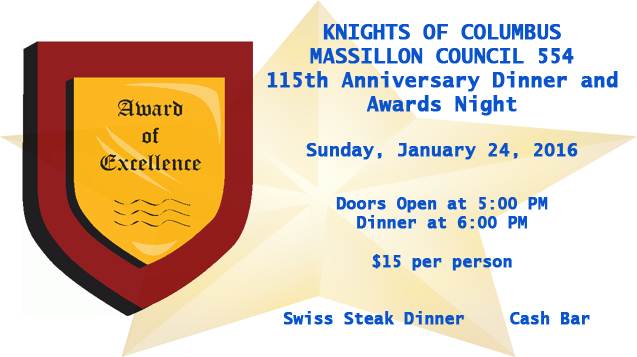 Award
of
Excellence
KNIGHTS OF COLUMBUS
MASSILLON COUNCIL 554
115th Anniversary Dinner and
Awards Night
Sunday, January 24, 2016
Doors Open at 5:00 PM
Dinner at 6:00 PM
$15 per person
Swiss Steak Dinner Cash Bar